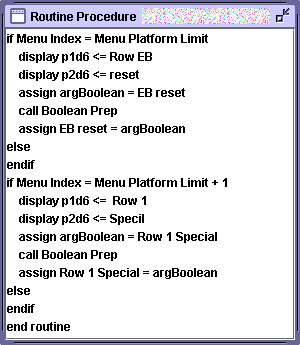 Routine Procedure
if Menu Index = Menu Platform Limit
display p1d6 <= Row EB
display p2d6 <= reset
assign argBoolean = EB reset
call Boolean Prep
assign EB reset = argBoolean
else
endif
if Menu Index = Menu Platform Limit + 1
display p1d6 <= Row 1
display p2d6 <= Specil
assign argBoolean = Row 1 Special
call Boolean Prep
assign Row 1 Special = argBoolean
else
endif
end routine